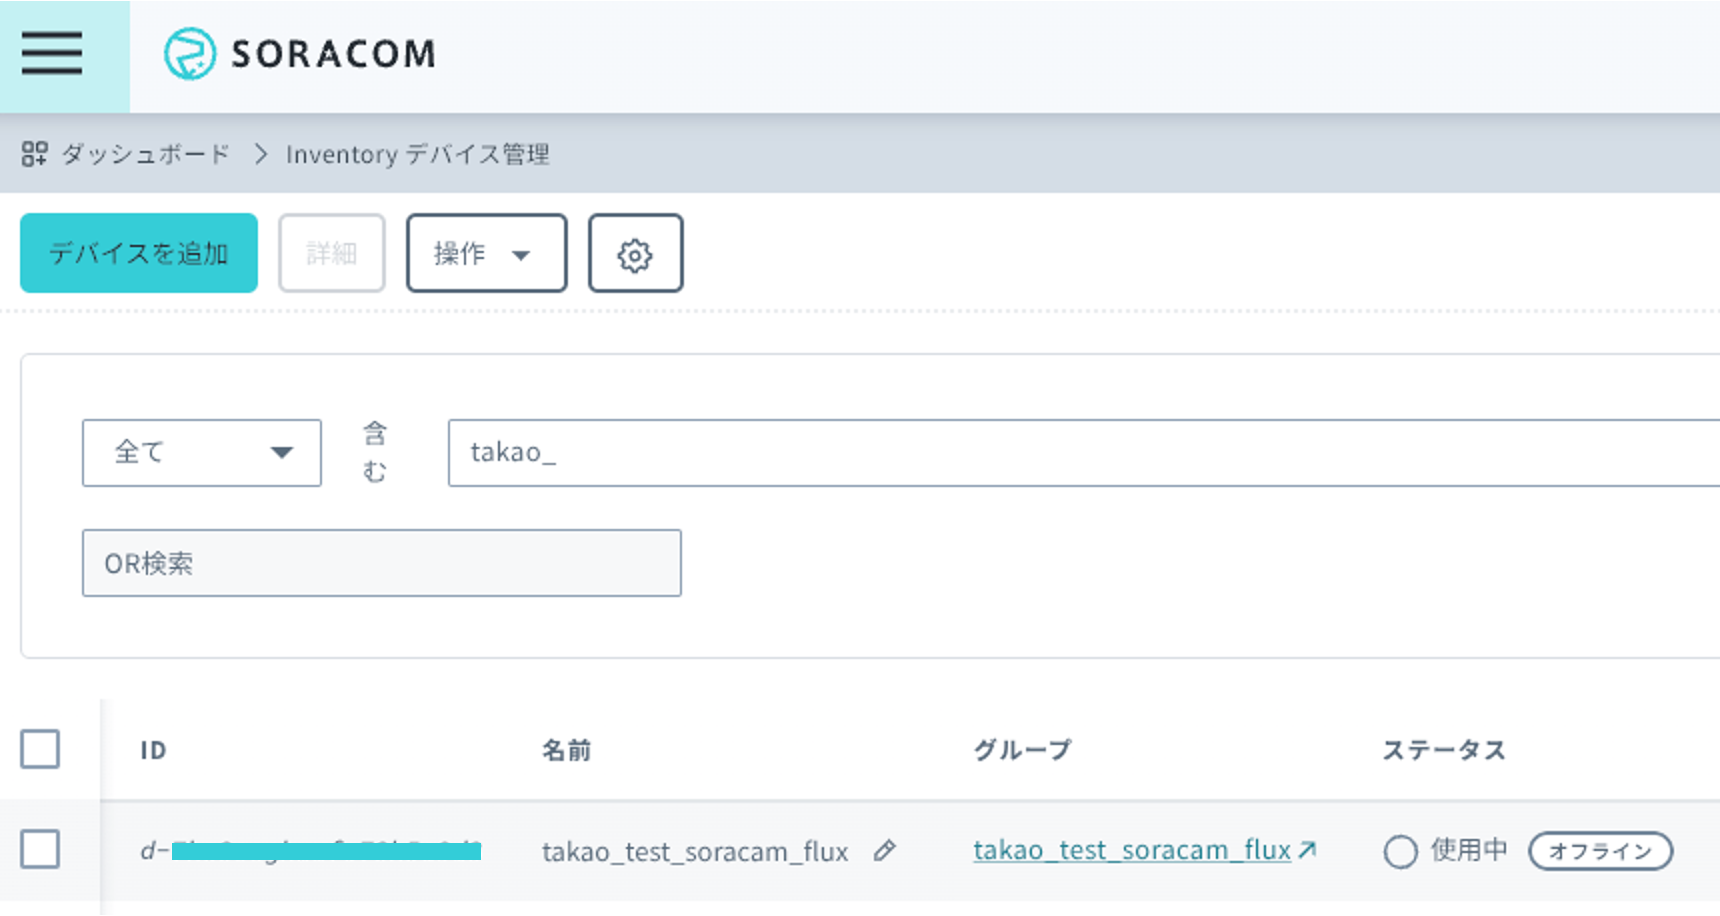 SORACOM
ダッシュボード > Inventory デバイス管理
デバイスを追加 詳細 操作
全て 含む takao_
OR検索
ID 名前 グループ ステータス
d- takao_test_soracam_flux takao_test_soracam_flux 使用中 オフライン